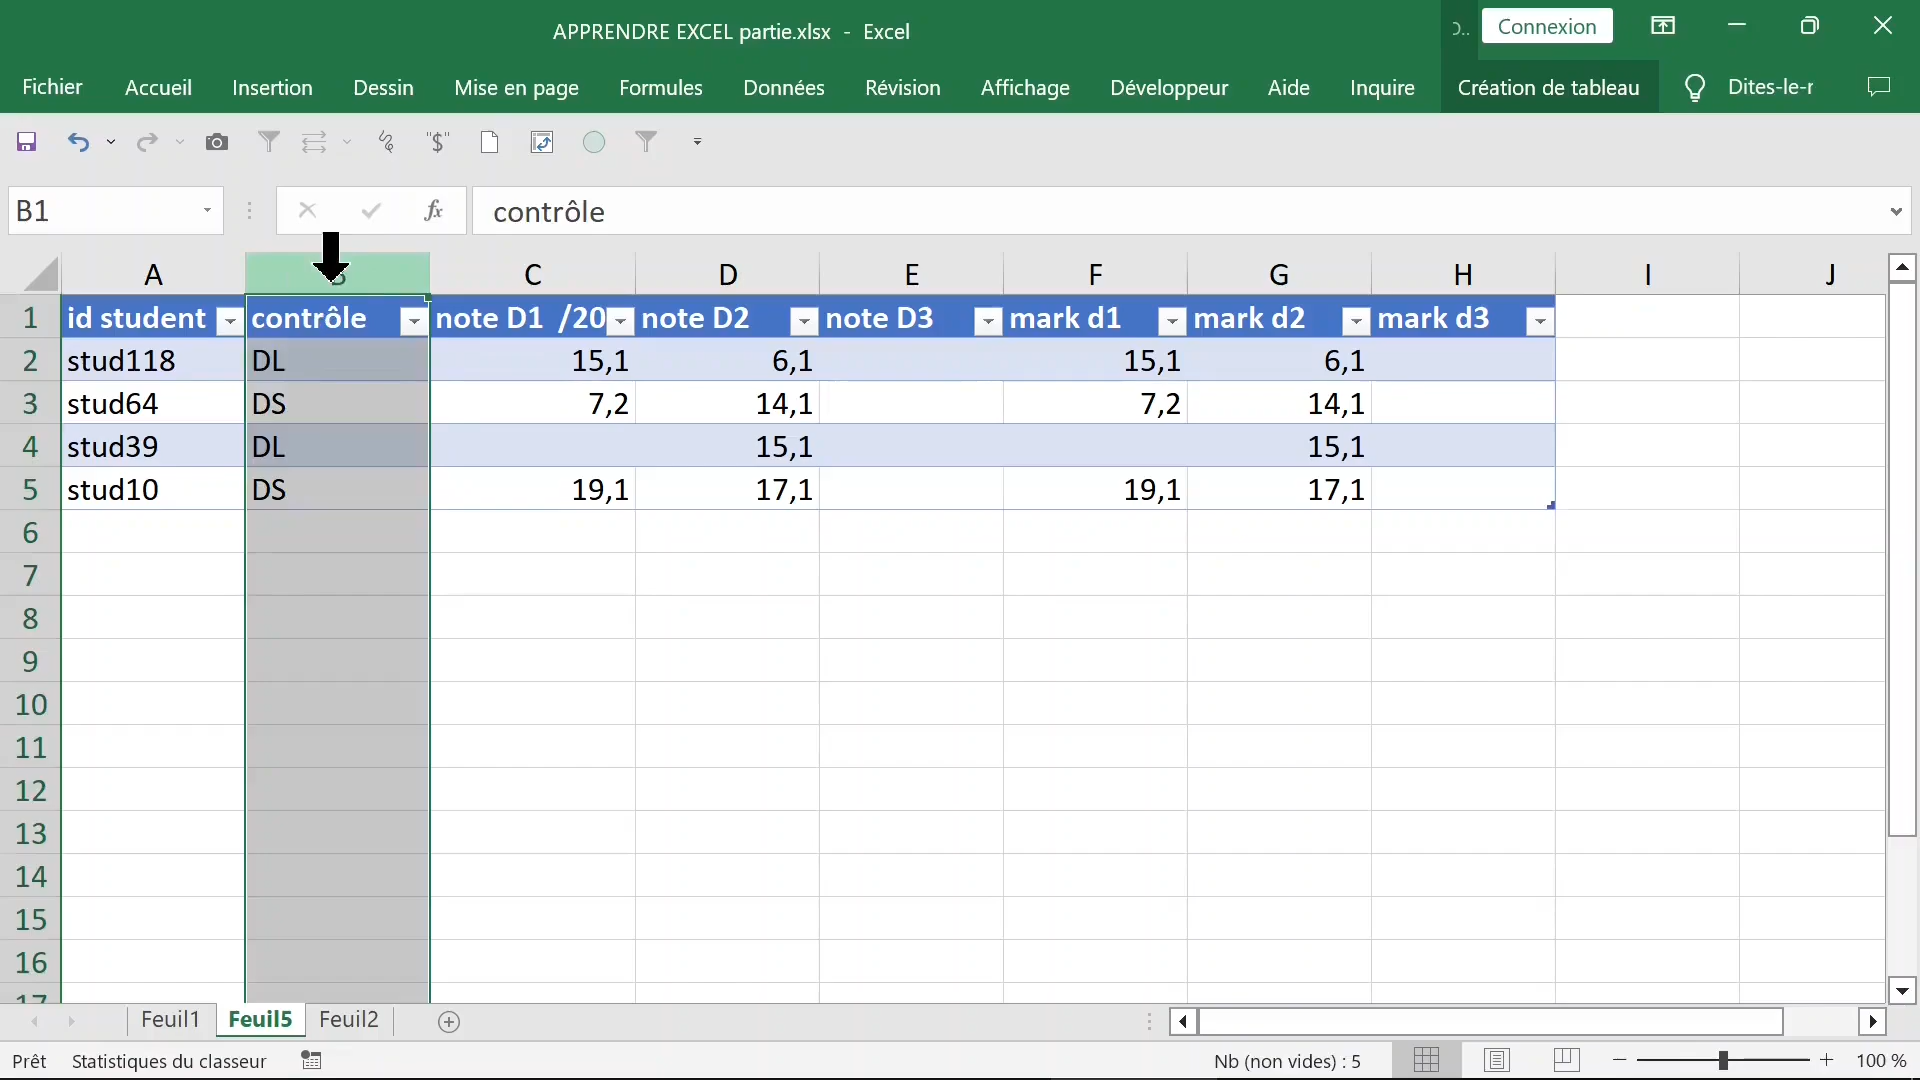 APPRENDRE EXCEL partie.xlsx - Excel
Connexion
Fichier Accueil Insertion Dessin Mise en page Formules Données Révision Affichage Développeur Aide Inquire Création de tableau Dites-le-r
"$"
B1 fx contrôle
A B C D E F G H I J
1 id student contrôle note D1 /20 note D2 note D3 mark d1 mark d2 mark d3
2 stud118 DL 15,1 6,1 15,1 6,1
3 stud64 DS 7,2 14,1 7,2 14,1
4 stud39 DL 15,1 15,1
5 stud10 DS 19,1 17,1 19,1 17,1
6
7
8
9
10
11
12
13
14
15
16
17
Feuil1 Feuil5 Feuil2
Prêt Statistiques du classeur Nb (non vides) : 5 100 %